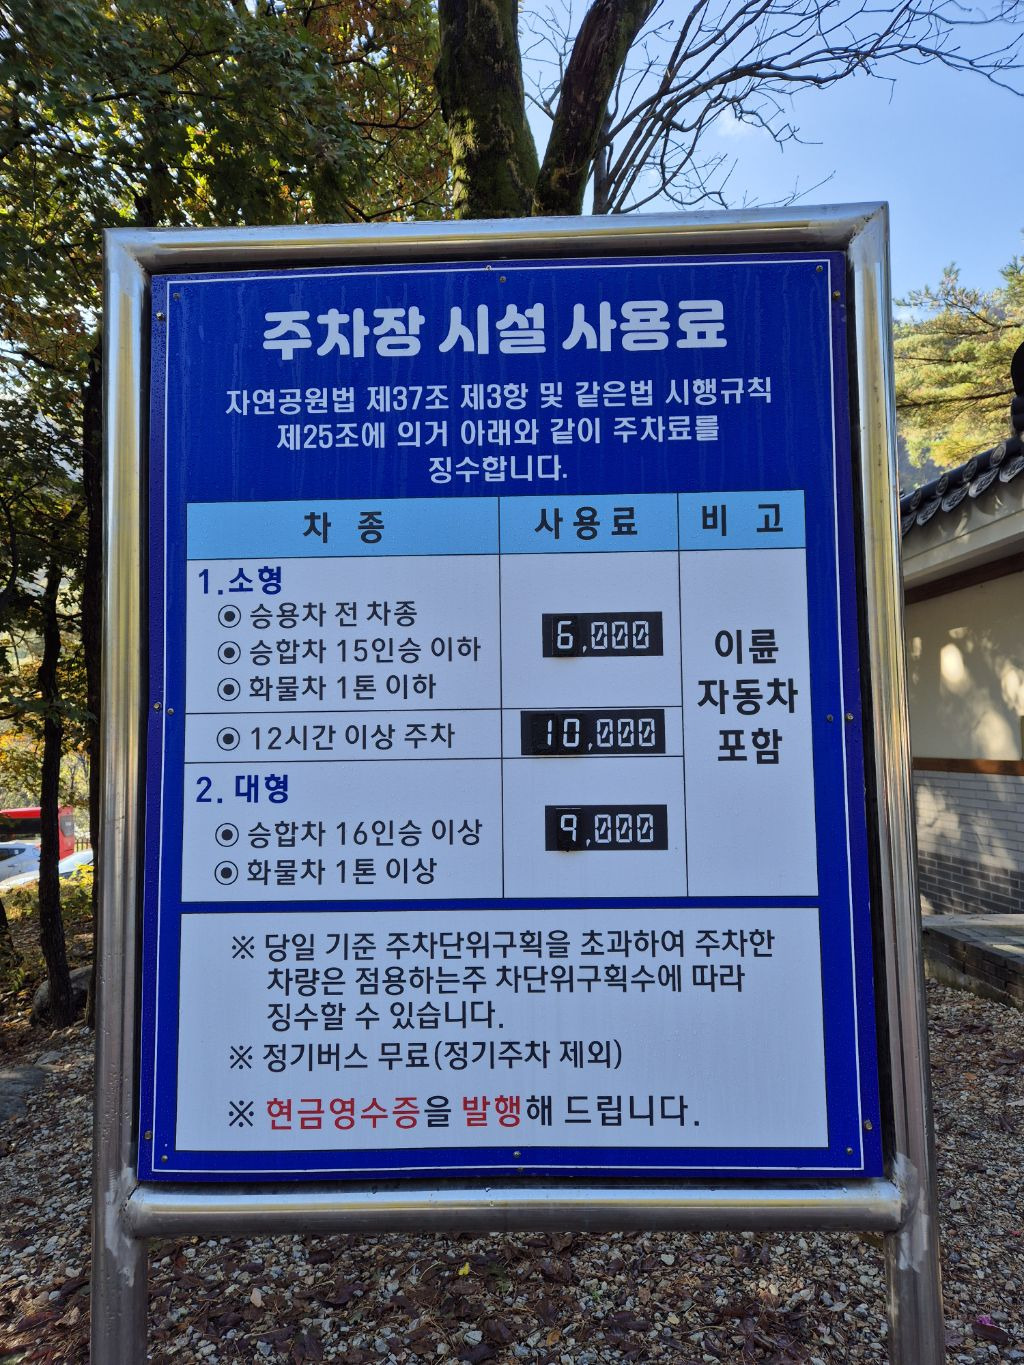 주차장 시설 사용료
자연공원법 제37조 제3항 및 같은법 시행규칙
제25조에 의거 아래와 같이 주차료를
징수합니다.
차 종 사용료 비 고
1.소형
◉ 승용차 전 차종
◉ 승합차 15인승 이하
◉ 화물차 1톤 이하
6,000
◉ 12시간 이상 주차 10,000
2. 대형
◉ 승합차 16인승 이상
◉ 화물차 1톤 이상
9,000
이륜
자동차
포함
※ 당일 기준 주차단위구획을 초과하여 주차한
차량은 점용하는주 차단위구획수에 따라
징수할 수 있습니다.
※ 정기버스 무료(정기주차 제외)
※ 현금영수증을 발행해 드립니다.